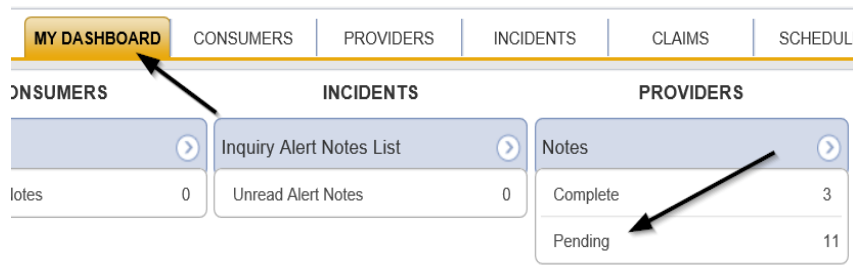 MY DASHBOARD CONSUMERS PROVIDERS INCIDENTS CLAIMS SCHEDUL
ONSUMERS INCIDENTS PROVIDERS
Inquiry Alert Notes List Notes
lotes 0 Unread Alert Notes 0 Complete 3
Pending 11